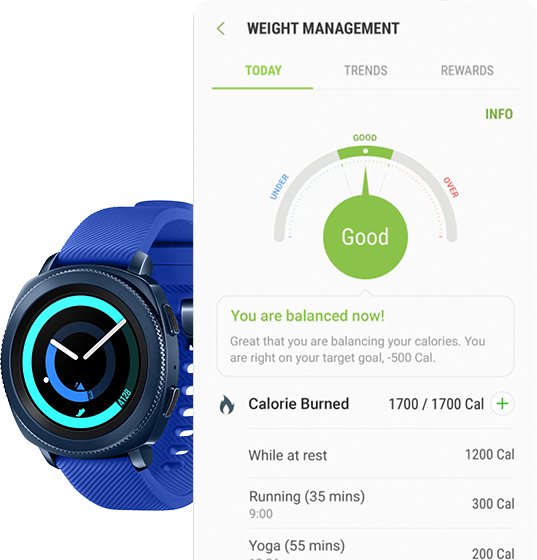 WEIGHT MANAGEMENT
TODAY TRENDS REWARDS
INFO
GOOD
UNDER
OVER
Good
You are balanced now!
Great that you are balancing your calories. You
are right on your target goal, -500 Cal.
Calorie Burned 1700 / 1700 Cal +
While at rest 1200 Cal
Running (35 mins) 300 Cal
9:00
Yoga (55 mins) 200 Cal
3
4128